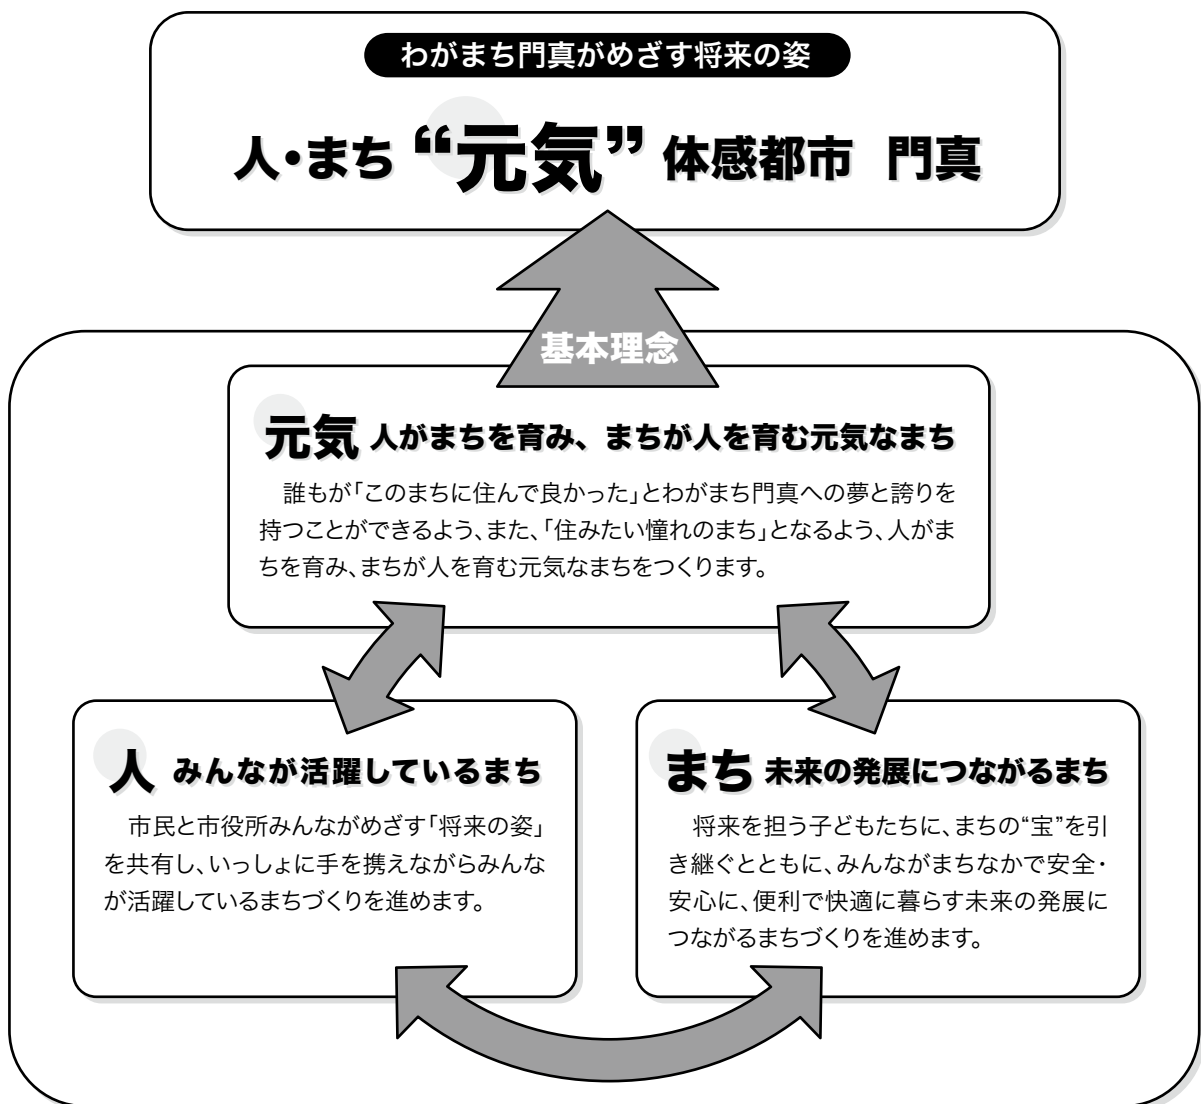 わがまち門真がめざす将来の姿
人・まち “元気” 体感都市 門真
基本理念
元気 人がまちを育み、まちが人を育む元気なまち
誰もが「このまちに住んで良かった」とわがまち門真への夢と誇りを
持つことができるよう、また、「住みたい憧れのまち」となるよう、人がま
ちを育み、まちが人を育む元気なまちをつくります。
人 みんなが活躍しているまち
市民と市役所みんながめざす「将来の姿」
を共有し、いっしょに手を携えながらみんな
が活躍しているまちづくりを進めます。
まち 未来の発展につながるまち
将来を担う子どもたちに、まちの“宝”を引
き継ぐとともに、みんながまちなかで安全・
安心に、便利で快適に暮らす未来の発展に
つながるまちづくりを進めます。